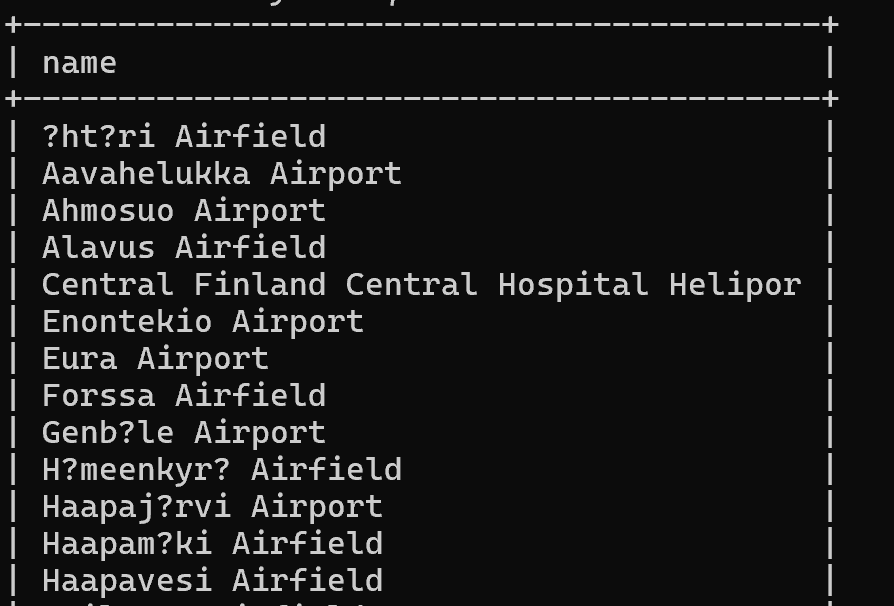 name
?ht?ri Airfield
Aavahelukka Airport
Ahmosuo Airport
Alavus Airfield
Central Finland Central Hospital Helipor
Enontekio Airport
Eura Airport
Forssa Airfield
Genb?le Airport
H?meenkyr? Airfield
Haapaj?rvi Airport
Haapam?ki Airfield
Haapavesi Airfield